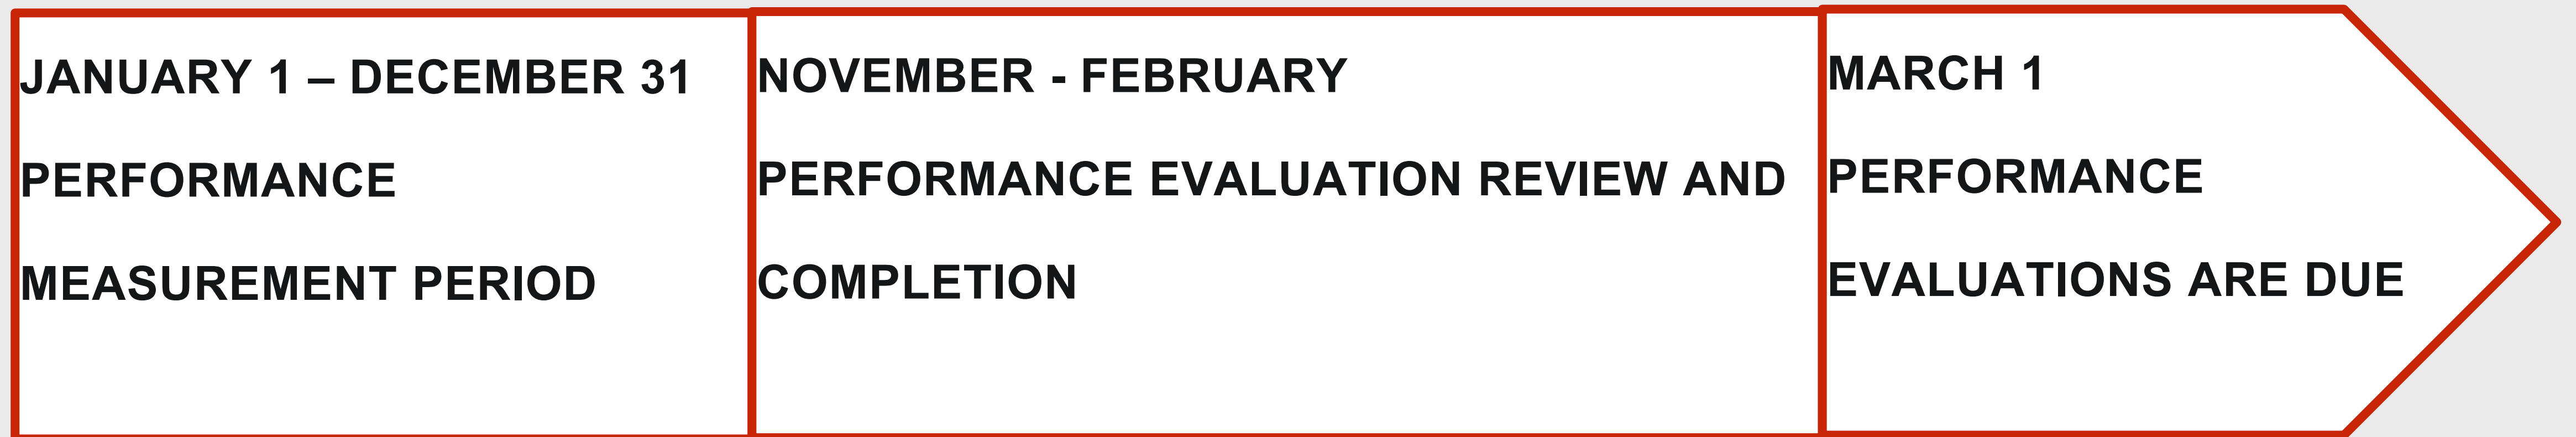 JANUARY 1 – DECEMBER 31
PERFORMANCE
MEASUREMENT PERIOD
NOVEMBER - FEBRUARY
PERFORMANCE EVALUATION REVIEW AND
COMPLETION
MARCH 1
PERFORMANCE
EVALUATIONS ARE DUE